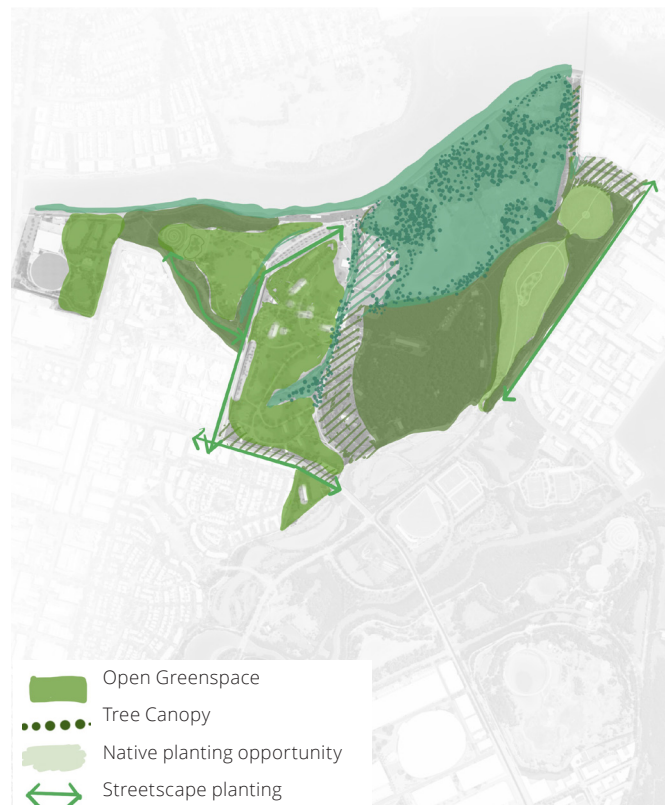 Open Greenspace
Tree Canopy
Native planting opportunity
Streetscape planting